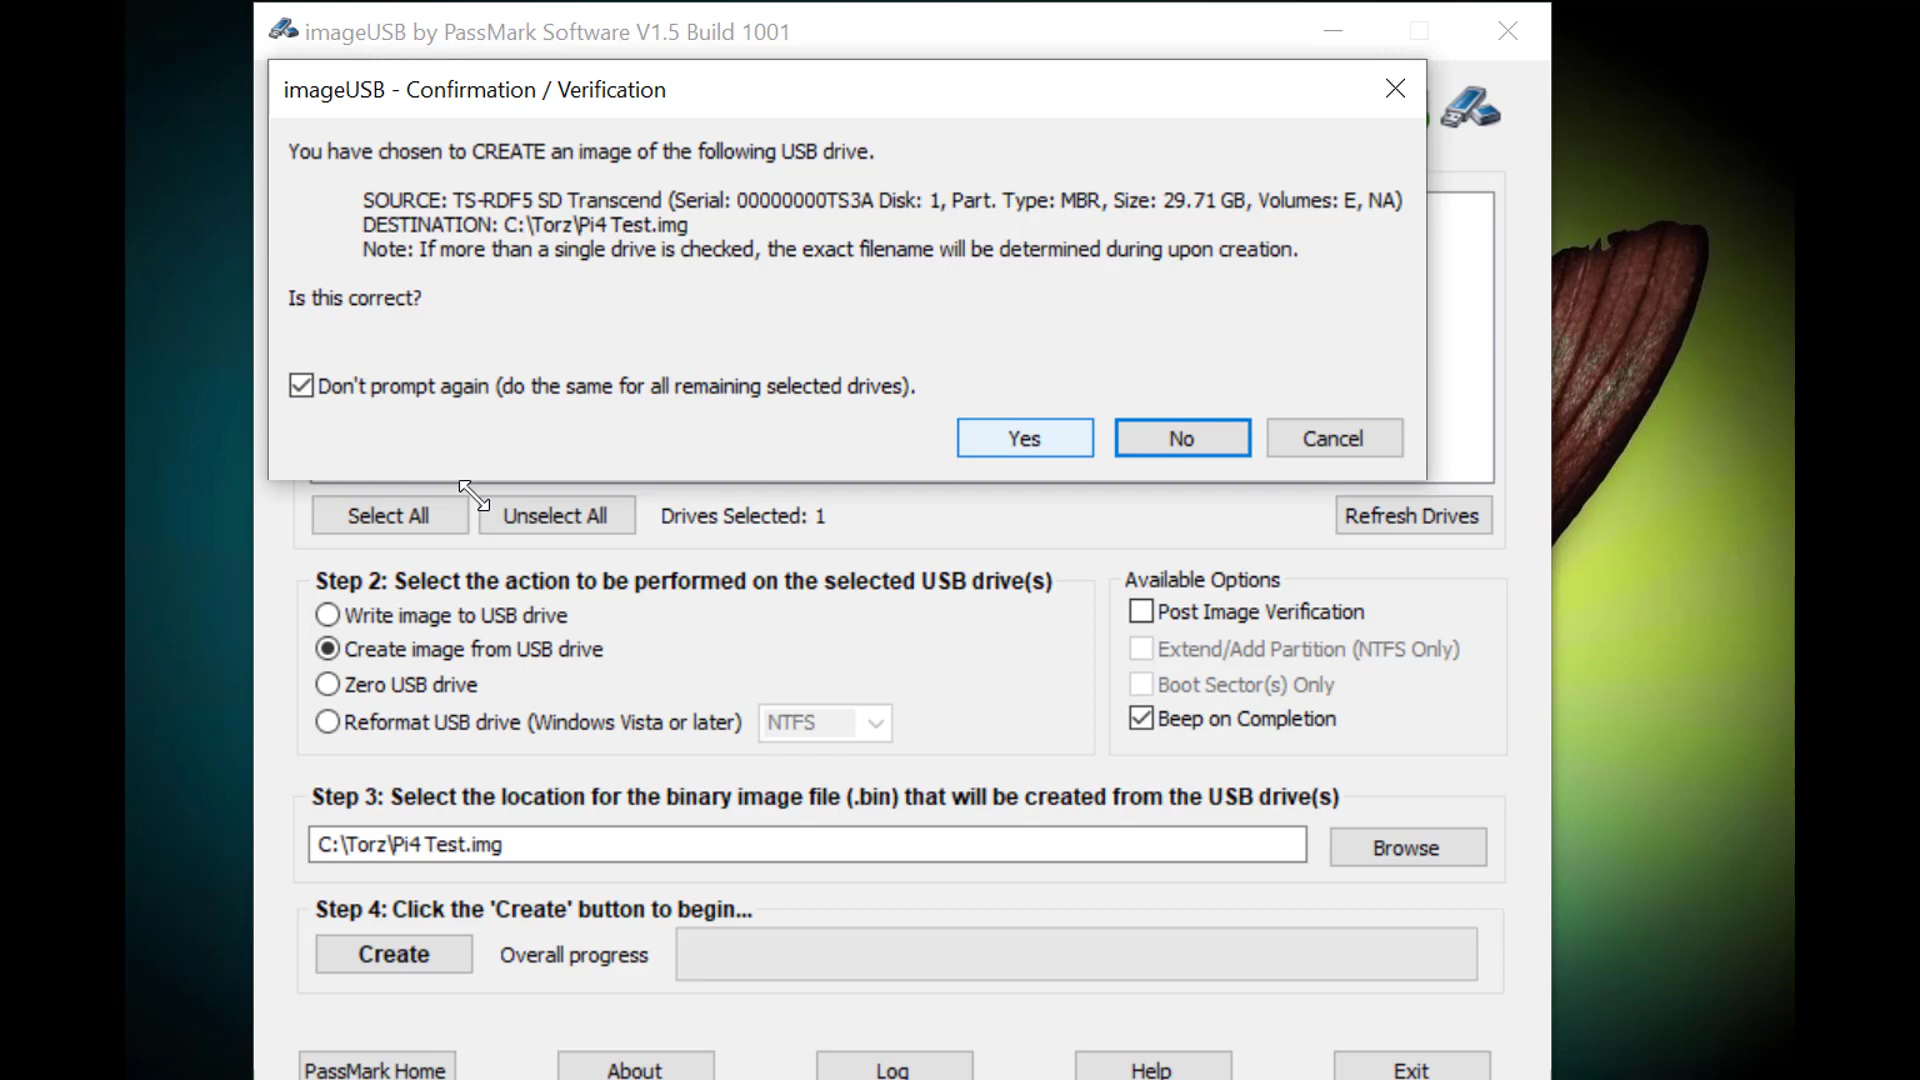 imageUSB by PassMark Software V1.5 Build 1001
imageUSB - Confirmation / Verification
You have chosen to CREATE an image of the following USB drive.
SOURCE: TS-RDF5 SD Transcend (Serial: 00000000TS3A Disk: 1, Part. Type: MBR, Size: 29.71 GB, Volumes: E, NA)
DESTINATION: C:\Torz\Pi4 Test.img
Note: If more than a single drive is checked, the exact filename will be determined during upon creation.
Is this correct?
Don't prompt again (do the same for all remaining selected drives).
Yes No Cancel
Select All Unselect All Drives Selected: 1 Refresh Drives
Step 2: Select the action to be performed on the selected USB drive(s)
Write image to USB drive
Create image from USB drive
Zero USB drive
Reformat USB drive (Windows Vista or later) NTFS
Available Options
Post Image Verification
Extend/Add Partition (NTFS Only)
Boot Sector(s) Only
Beep on Completion
Step 3: Select the location for the binary image file (.bin) that will be created from the USB drive(s)
C:\Torz\Pi4 Test.img Browse
Step 4: Click the 'Create' button to begin...
Create Overall progress
PassMark Home About Log Help Exit